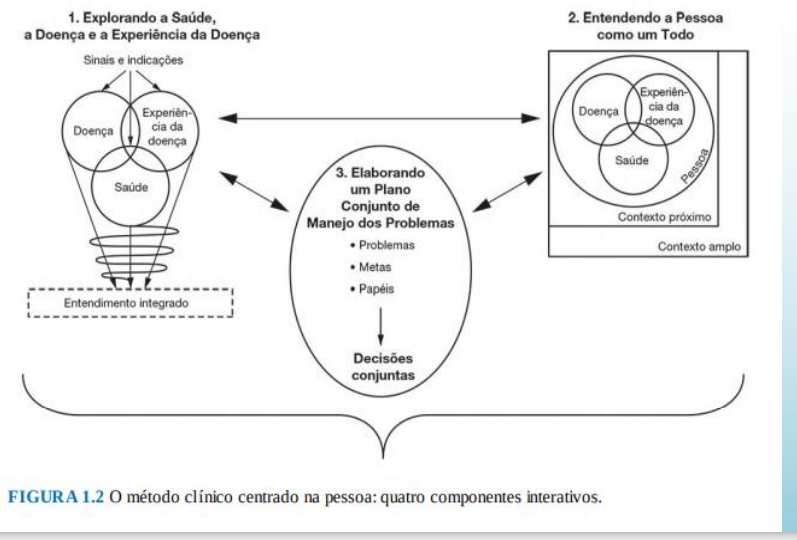 1. Explorando a Saúde,
a Doença e a Experiência da Doença
Sinais e indicações
Doença
Experiên-
cia da
doença
Saúde
Entendimento integrado
2. Entendendo a Pessoa
como um Todo
Doença
Experiên-
cia da
doença
Saúde
Pessoa
Contexto próximo
Contexto amplo
3. Elaborando
um Plano
Conjunto de
Manejo dos Problemas
• Problemas
• Metas
• Papéis
Decisões
conjuntas
FIGURA 1.2 O método clínico centrado na pessoa: quatro componentes interativos.